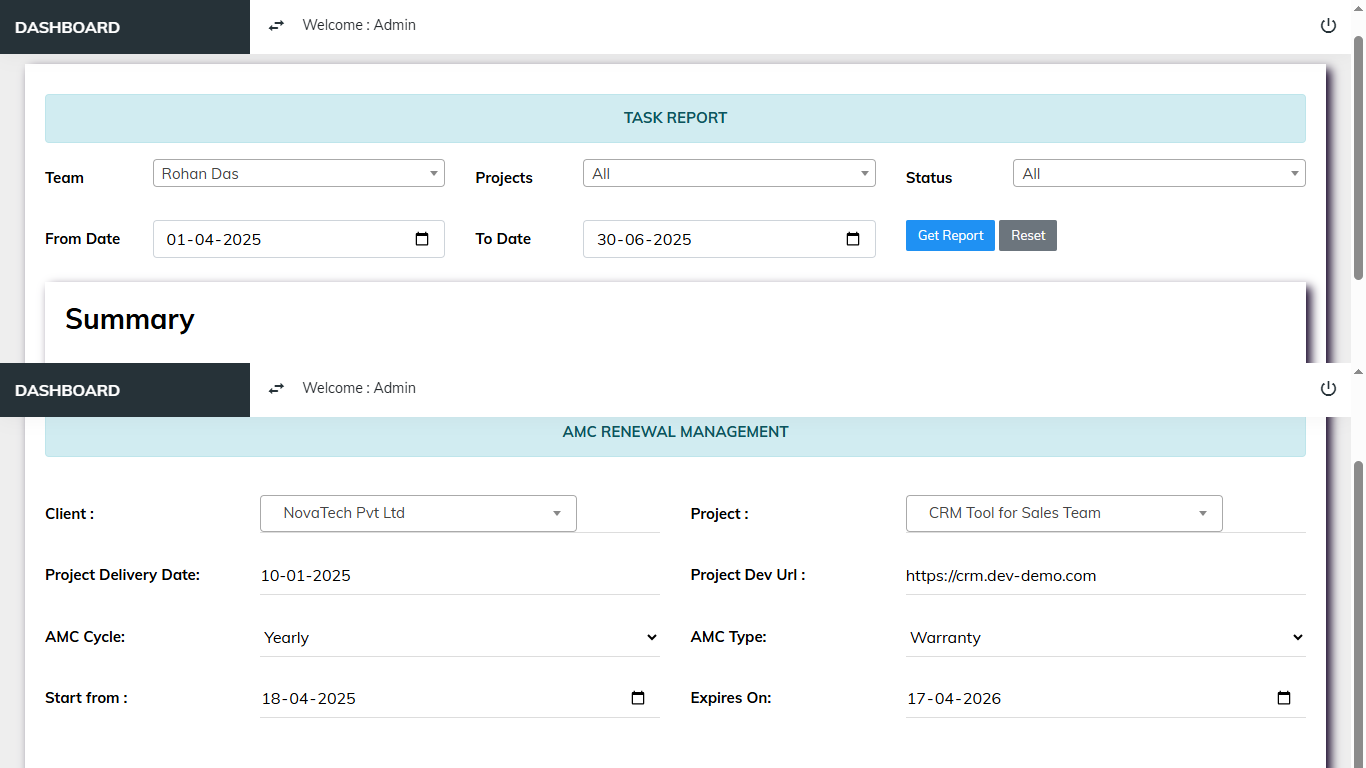 DASHBOARD Welcome : Admin
TASK REPORT
Team Rohan Das Projects All Status All
From Date 01-04-2025 To Date 30-06-2025 Get Report Reset
Summary
DASHBOARD Welcome : Admin
AMC RENEWAL MANAGEMENT
Client : NovaTech Pvt Ltd Project : CRM Tool for Sales Team
Project Delivery Date: 10-01-2025 Project Dev Url : https://crm.dev-demo.com
AMC Cycle: Yearly AMC Type: Warranty
Start from : 18-04-2025 Expires On: 17-04-2026